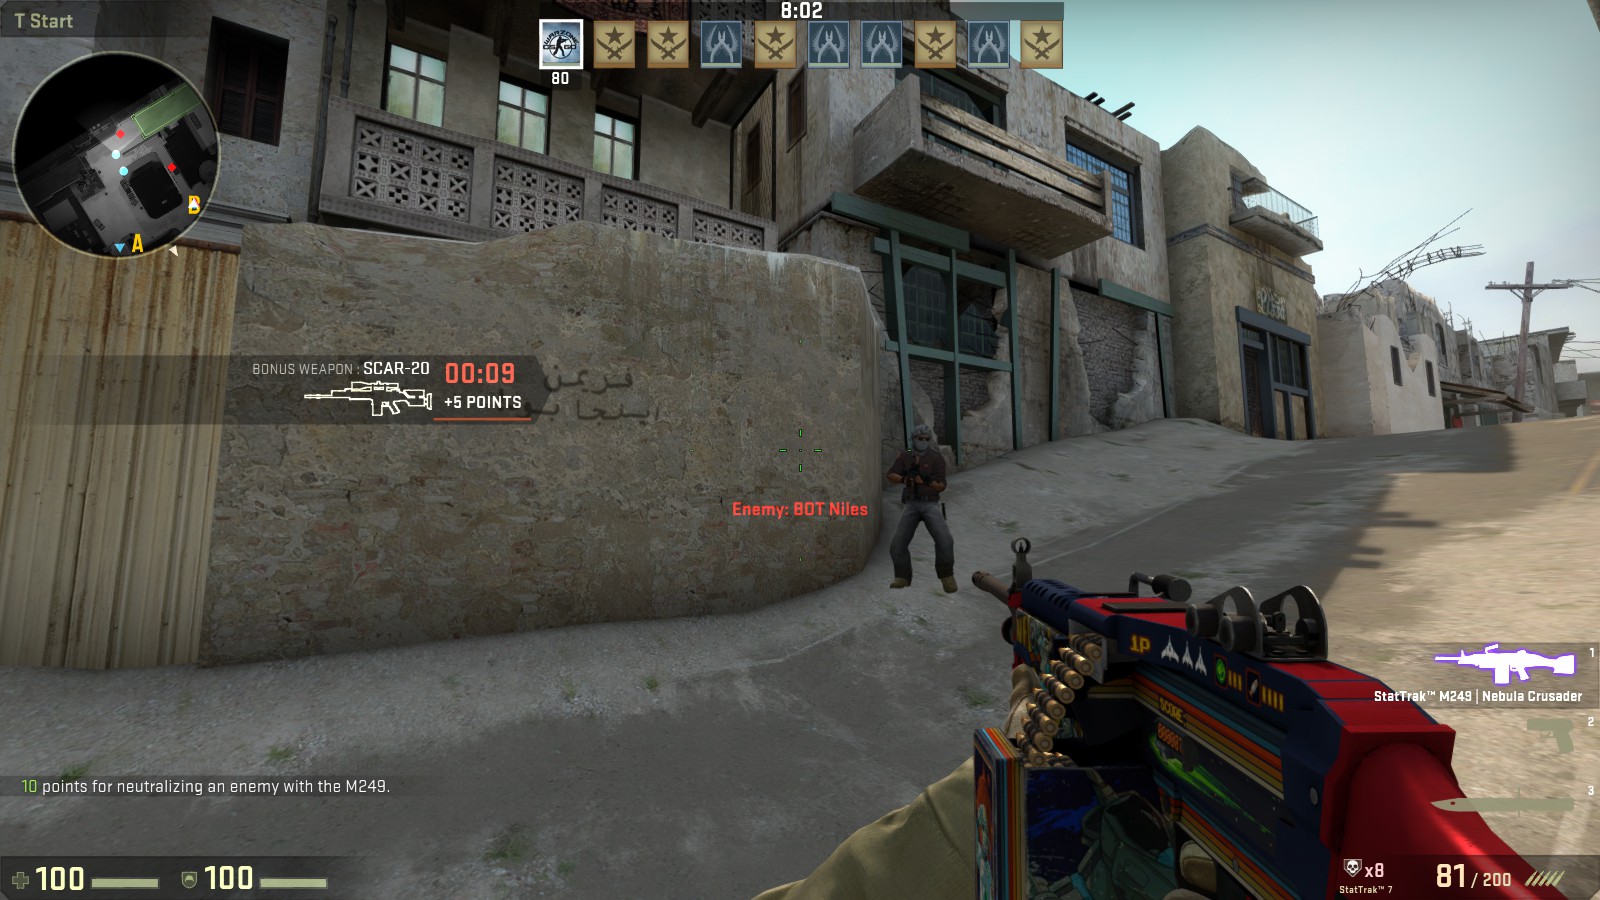 T Start
8:02
80
B
A
BONUS WEAPON : SCAR-20
00:09
+5 POINTS
Enemy: BOT Niles
1P
SCORE:
1
StatTrak™ M249 | Nebula Crusader
2
3
10 points for neutralizing an enemy with the M249.
100
100
x8
StatTrak™ 7
81 / 200